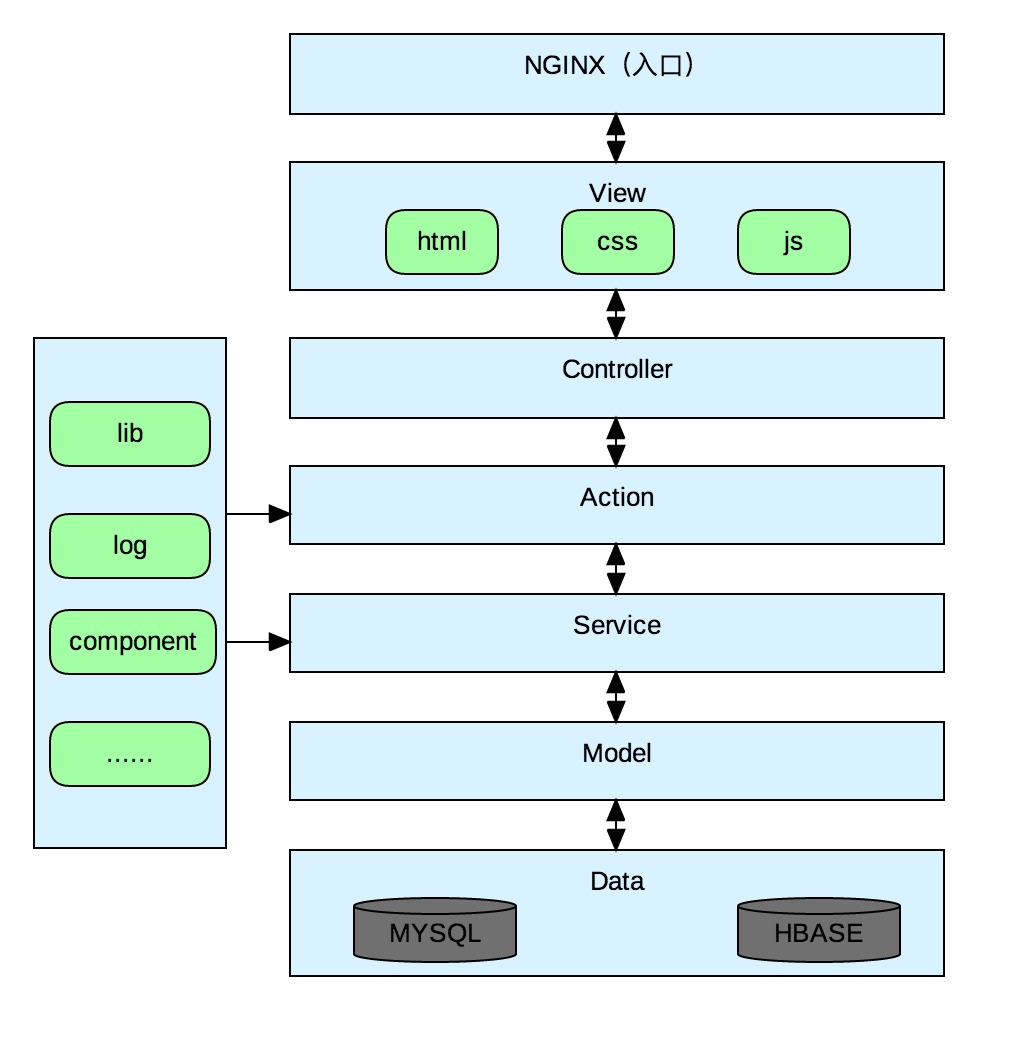 NGINX（入口）
View
html
css
js
Controller
lib
Action
log
Service
component
Model
......
Data
MYSQL
HBASE